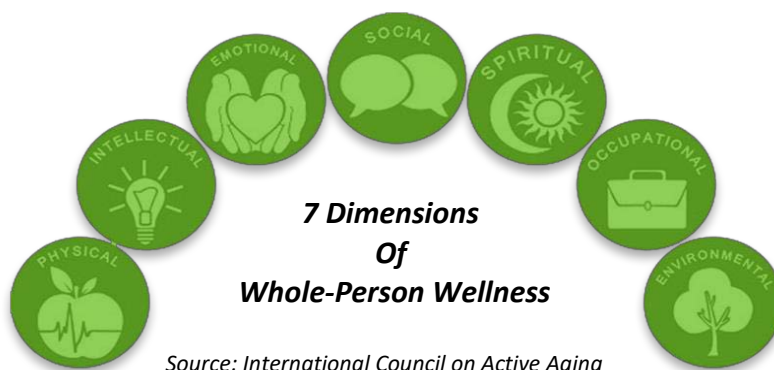 PHYSICAL
INTELLECTUAL
EMOTIONAL
SOCIAL
SPIRITUAL
OCCUPATIONAL
ENVIRONMENTAL
7 Dimensions
Of
Whole-Person Wellness
Source: International Council on Active Aging